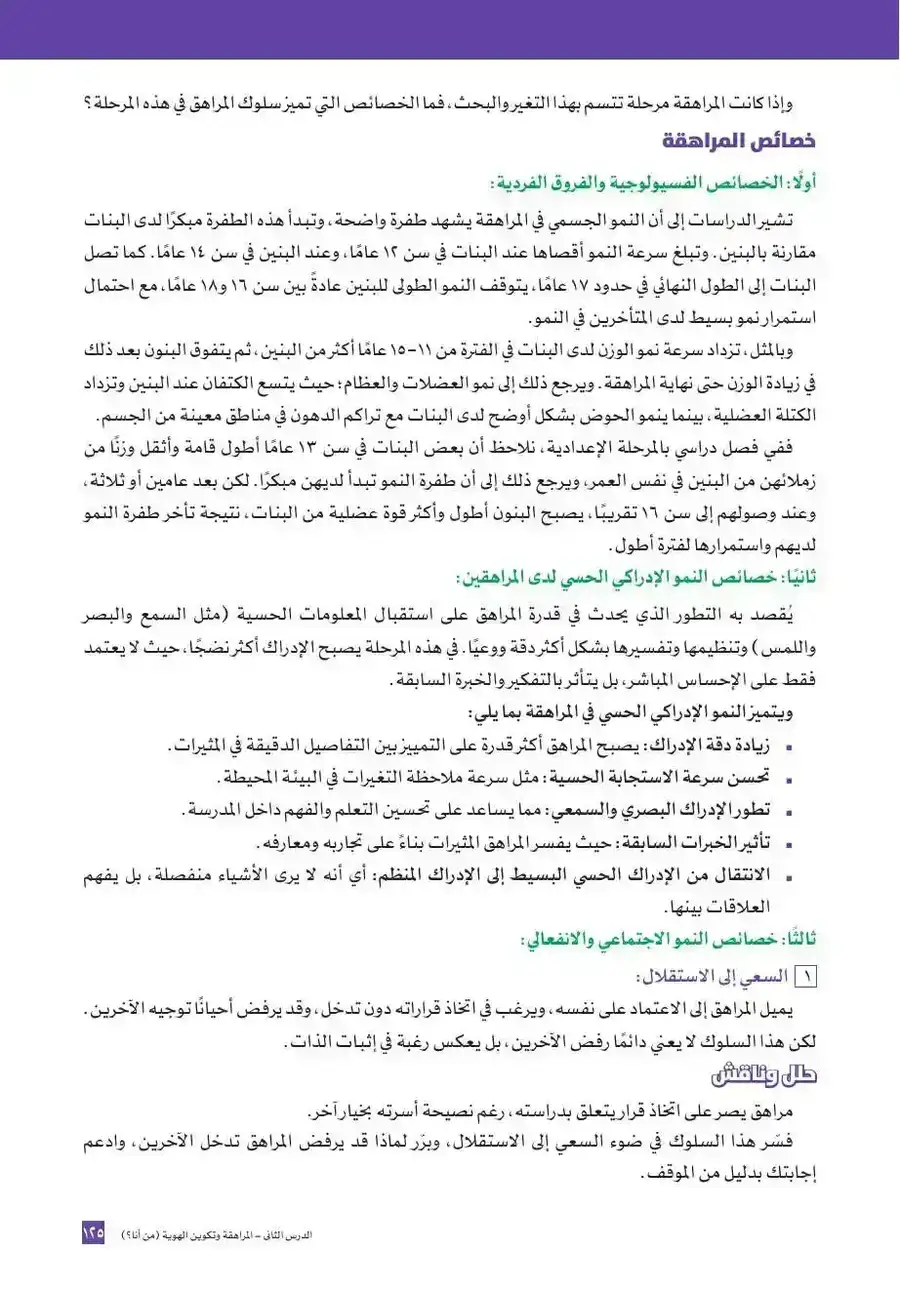 وإذا كانت المراهقة مرحلة تتسم بهذا التغير والبحث، فما الخصائص التي تميز سلوك المراهق في هذه المرحلة؟
خصائص المراهقة
أولًا: الخصائص الفسيولوجية والفروق الفردية:
تشير الدراسات إلى أن النمو الجسمي في المراهقة يشهد طفرة واضحة، وتبدأ هذه الطفرة مبكرًا لدى البنات
مقارنة بالبنين. وتبلغ سرعة النمو أقصاها عند البنات في سن ١٢ عامًا، وعند البنين في سن ١٤ عامًا. كما تصل
البنات إلى الطول النهائي في حدود ١٧ عامًا، يتوقف النمو الطولى للبنين عادةً بين سن ١٦ و١٨ عامًا، مع احتمال
استمرار نمو بسيط لدى المتأخرين في النمو.
وبالمثل، تزداد سرعة نمو الوزن لدى البنات في الفترة من ١١-١٥ عامًا أكثر من البنين، ثم يتفوق البنون بعد ذلك
في زيادة الوزن حتى نهاية المراهقة. ويرجع ذلك إلى نمو العضلات والعظام؛ حيث يتسع الكتفان عند البنين وتزداد
الكتلة العضلية، بينما ينمو الحوض بشكل أوضح لدى البنات مع تراكم الدهون في مناطق معينة من الجسم.
ففي فصل دراسي بالمرحلة الإعدادية، نلاحظ أن بعض البنات في سن ١٣ عامًا أطول قامة وأثقل وزنًا من
زملائهن من البنين في نفس العمر، ويرجع ذلك إلى أن طفرة النمو تبدأ لديهن مبكرًا. لكن بعد عامين أو ثلاثة،
وعند وصولهم إلى سن ١٦ تقريبًا، يصبح البنون أطول وأكثر قوة عضلية من البنات، نتيجة تأخر طفرة النمو
لديهم واستمرارها لفترة أطول.
ثانيًا: خصائص النمو الإدراكي الحسي لدى المراهقين:
يُقصد به التطور الذي يحدث في قدرة المراهق على استقبال المعلومات الحسية (مثل السمع والبصر
واللمس) وتنظيمها وتفسيرها بشكل أكثر دقة ووعيًا. في هذه المرحلة يصبح الإدراك أكثر نضجًا، حيث لا يعتمد
فقط على الإحساس المباشر، بل يتأثر بالتفكير والخبرة السابقة.
ويتميز النمو الإدراكي الحسي في المراهقة بما يلي:
▪ زيادة دقة الإدراك: يصبح المراهق أكثر قدرة على التمييز بين التفاصيل الدقيقة في المثيرات.
▪ تحسن سرعة الاستجابة الحسية: مثل سرعة ملاحظة التغيرات في البيئة المحيطة.
▪ تطور الإدراك البصري والسمعي: مما يساعد على تحسين التعلم والفهم داخل المدرسة.
▪ تأثير الخبرات السابقة: حيث يفسر المراهق المثيرات بناءً على تجاربه ومعارفه.
▪ الانتقال من الإدراك الحسي البسيط إلى الإدراك المنظم: أي أنه لا يرى الأشياء منفصلة، بل يفهم
العلاقات بينها.
ثالثًا: خصائص النمو الاجتماعي والانفعالي:
١ السعي إلى الاستقلال:
يميل المراهق إلى الاعتماد على نفسه، ويرغب في اتخاذ قراراته دون تدخل، وقد يرفض أحيانًا توجيه الآخرين.
لكن هذا السلوك لا يعني دائمًا رفض الآخرين، بل يعكس رغبة في إثبات الذات.
حلل وناقش
مراهق يصر على اتخاذ قرار يتعلق بدراسته، رغم نصيحة أسرته بخيار آخر.
فسّر هذا السلوك في ضوء السعي إلى الاستقلال، وبرّر لماذا قد يرفض المراهق تدخل الآخرين، وادعم
إجابتك بدليل من الموقف.
الدرس الثانى - المراهقة وتكوين الهوية (من أنا؟) ١٢٥